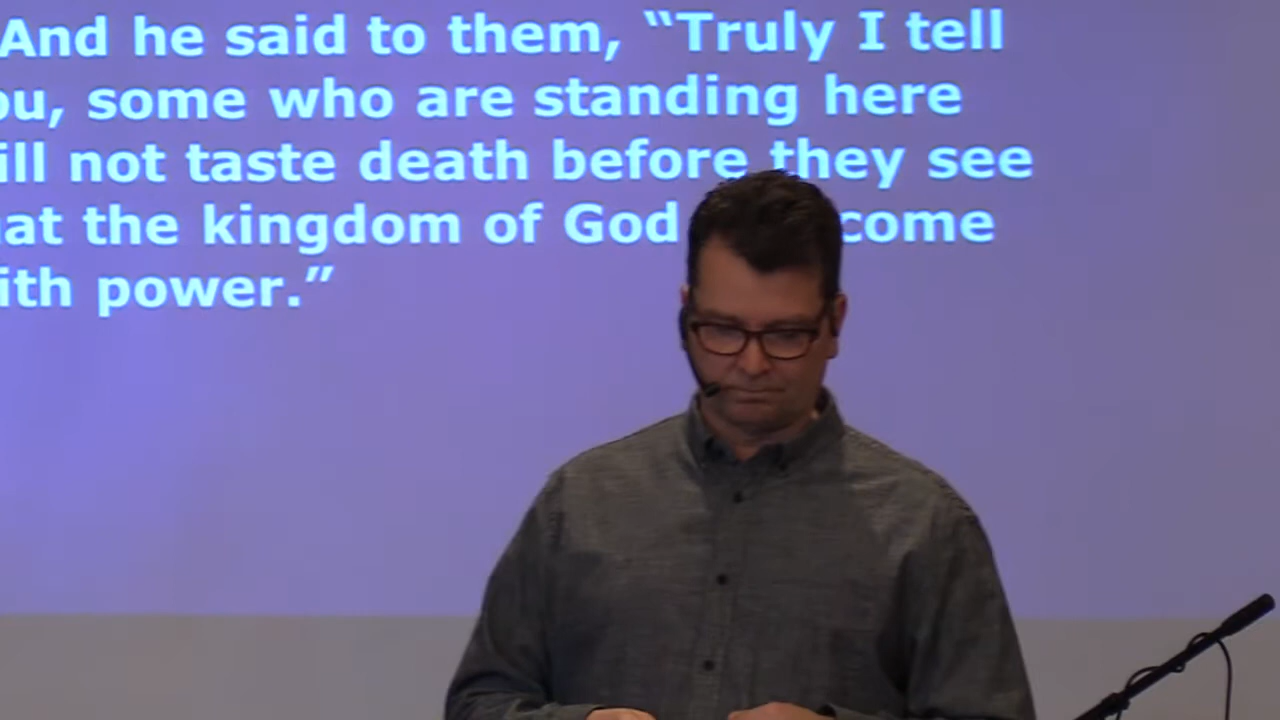 And he said to them, “Truly I tell
ou, some who are standing here
ill not taste death before they see
at the kingdom of God come
ith power.”